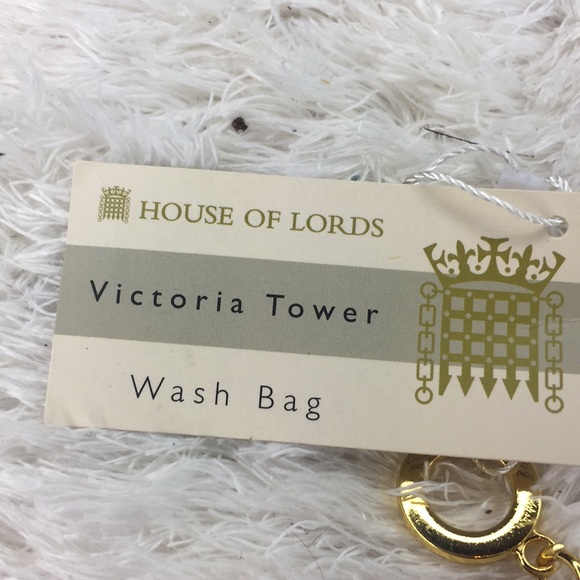 HOUSE OF LORDS
Victoria Tower
Wash Bag